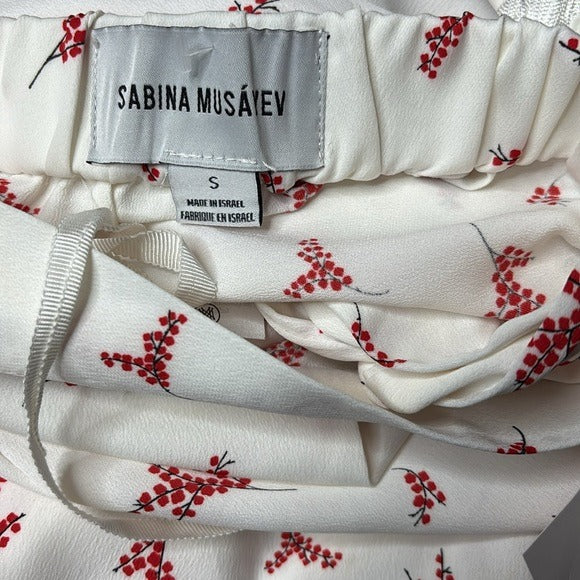 SABINA MUSÁYEV
S
MADE IN ISRAEL
FABRIQUE EN ISRAEL